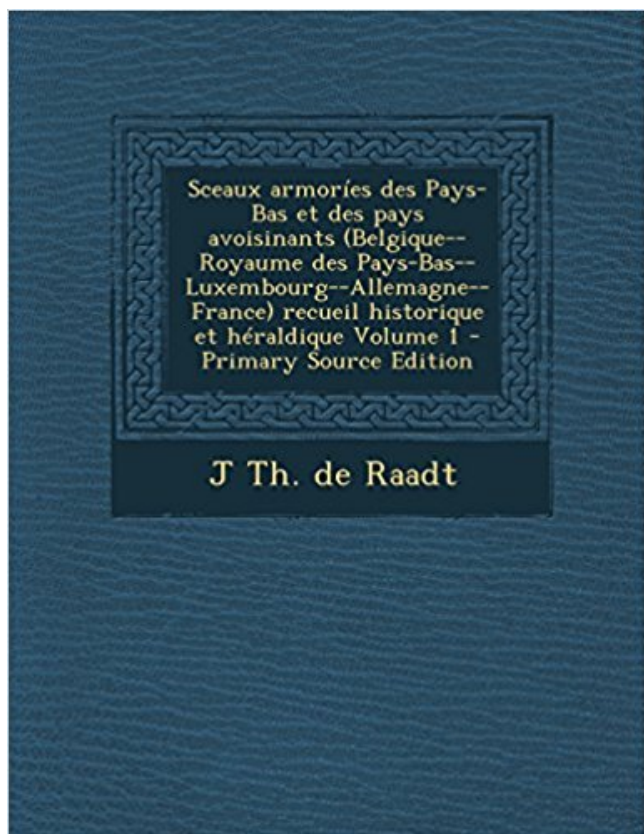 Sceaux armoríes des Pays-
Bas et des pays
avoisinants (Belgique--
Royaume des Pays-Bas--
Luxembourg--Allemagne--
France) recueil historique
et héraldique Volume 1 -
Primary Source Edition
J Th. de Raadt